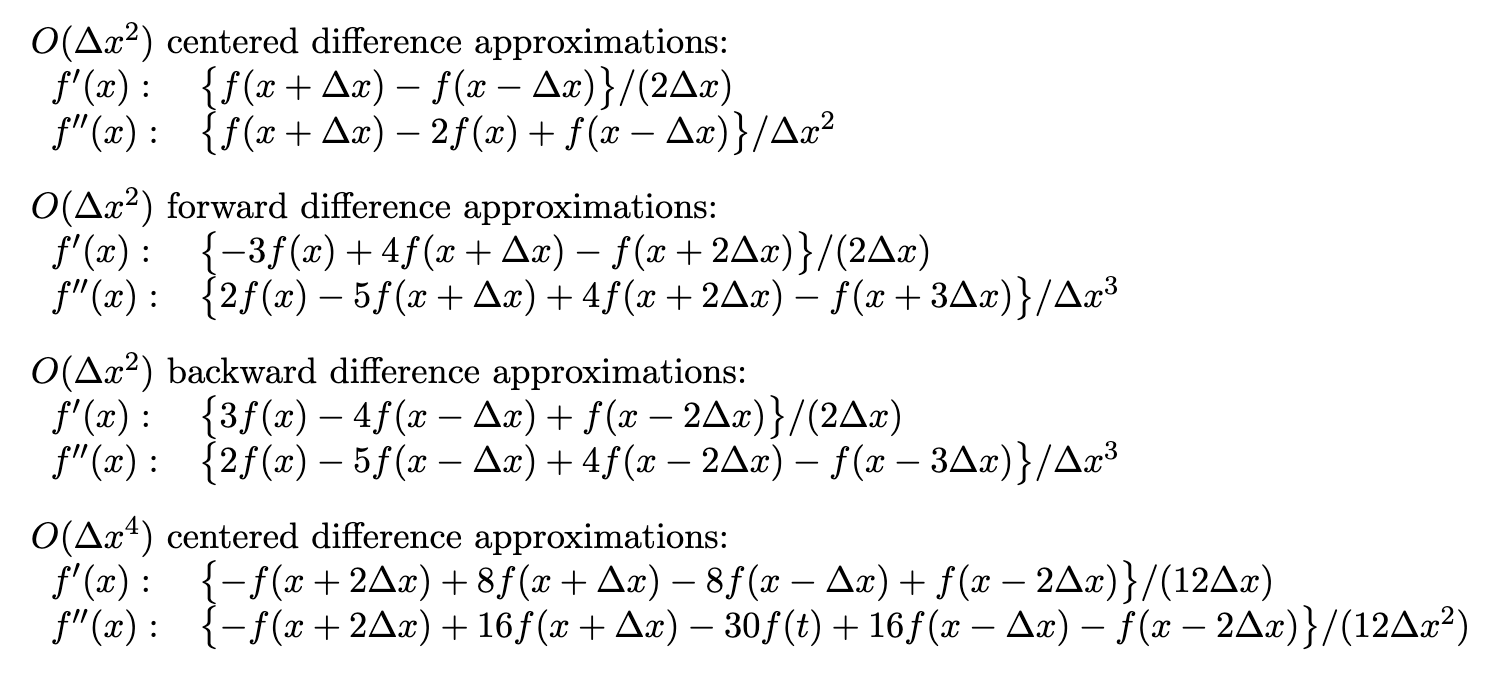 O(Δx²) centered difference approximations:
f′(x) : {f(x + Δx) − f(x − Δx)}/(2Δx)
f″(x) : {f(x + Δx) − 2f(x) + f(x − Δx)}/Δx²
O(Δx²) forward difference approximations:
f′(x) : {−3f(x) + 4f(x + Δx) − f(x + 2Δx)}/(2Δx)
f″(x) : {2f(x) − 5f(x + Δx) + 4f(x + 2Δx) − f(x + 3Δx)}/Δx³
O(Δx²) backward difference approximations:
f′(x) : {3f(x) − 4f(x − Δx) + f(x − 2Δx)}/(2Δx)
f″(x) : {2f(x) − 5f(x − Δx) + 4f(x − 2Δx) − f(x − 3Δx)}/Δx³
O(Δx⁴) centered difference approximations:
f′(x) : {−f(x + 2Δx) + 8f(x + Δx) − 8f(x − Δx) + f(x − 2Δx)}/(12Δx)
f″(x) : {−f(x + 2Δx) + 16f(x + Δx) − 30f(t) + 16f(x − Δx) − f(x − 2Δx)}/(12Δx²)